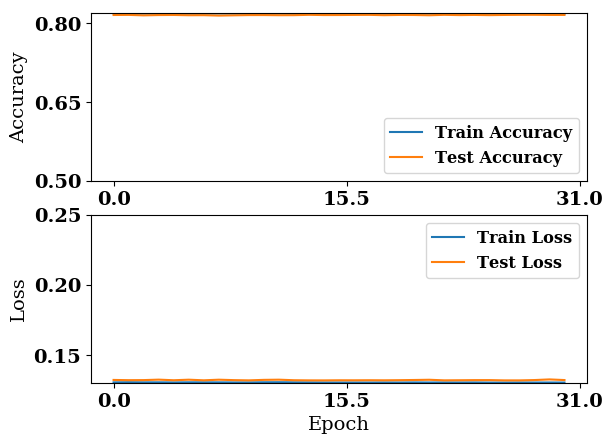 0.80
0.65
0.50
Accuracy
Train Accuracy
Test Accuracy
0.0 15.5 31.0
0.25
0.20
0.15
Loss
Train Loss
Test Loss
0.0 15.5 31.0
Epoch